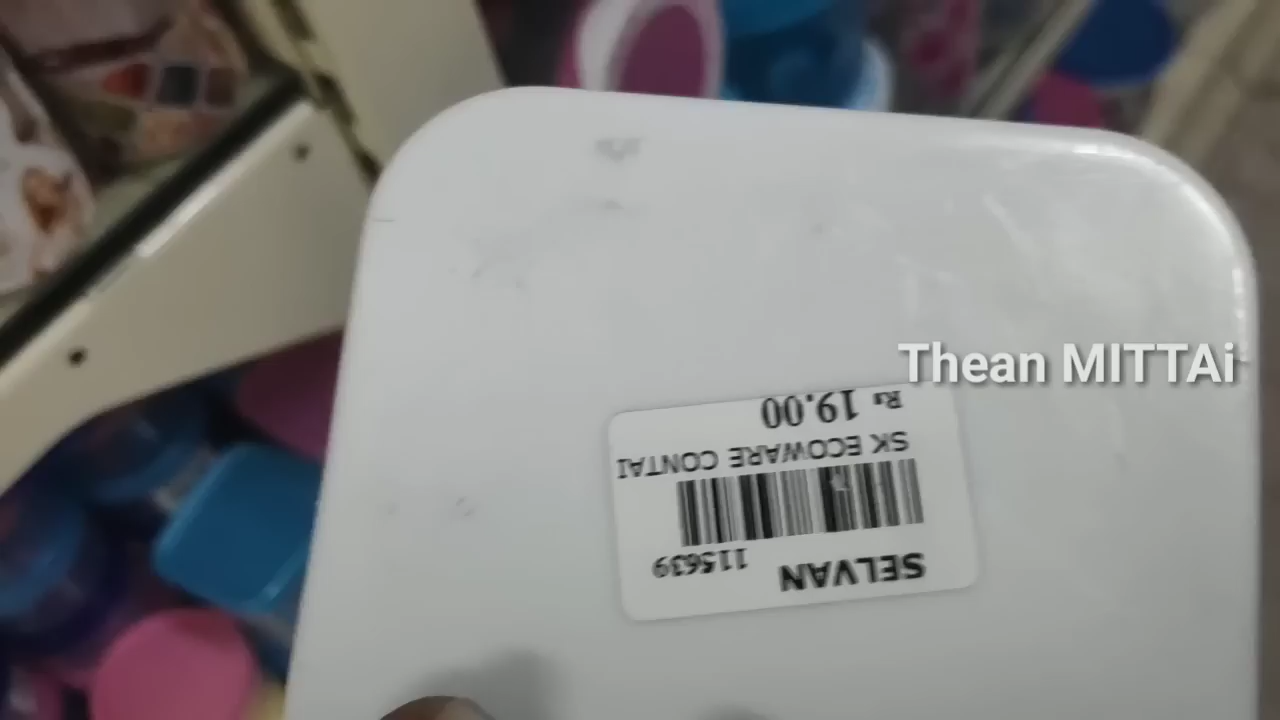 Thean MITTAi
SELVAN 115639
SK ECOWARE CONTAI
Rs 19.00